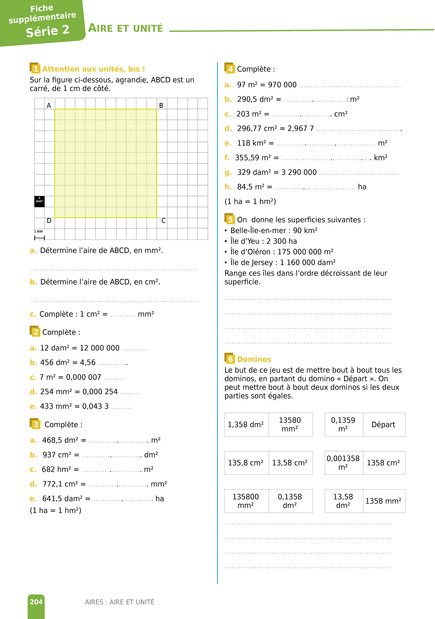 Fiche
supplémentaire
Série 2
AIRE ET UNITÉ
1 Attention aux unités, bis !
Sur la figure ci-dessous, agrandie, ABCD est un
carré, de 1 cm de côté.
A B
1
mm²
D C
1 mm
a. Détermine l'aire de ABCD, en mm².
b. Détermine l'aire de ABCD, en cm².
c. Complète : 1 cm² = .......... mm²
2 Complète :
a. 12 dam² = 12 000 000 ..........
b. 456 dm² = 4,56 ............
c. 7 m² = 0,000 007 ........
d. 254 mm² = 0,000 254 ........
e. 433 mm² = 0,043 3 ........
3 Complète :
a. 468,5 dm² = ........................ m²
b. 937 cm² = ........................ dm²
c. 682 hm² = ........................ m²
d. 772,1 cm² = ........................ mm²
e. 641,5 dam² = ........................ ha
(1 ha = 1 hm²)
4 Complète :
a. 97 m² = 970 000 ........................................
b. 290,5 dm² = ........................ cm²
c. 203 m² = ........................ cm²
d. 296,77 cm² = 2,967 7 ..................................
e. 118 km² = ........................................ m²
f. 355,59 m² = .................................... km²
g. 329 dam² = 3 290 000 ................................
h. 84,5 m² = ................................ ha
(1 ha = 1 hm²)
5 On donne les superficies suivantes :
• Belle-Île-en-mer : 90 km²
• Île d'Yeu : 2 300 ha
• Île d'Oléron : 175 000 000 m²
• Île de Jersey : 1 160 000 dam²
Range ces îles dans l'ordre décroissant de leur
superficie.
6 Dominos
Le but de ce jeu est de mettre bout à bout tous les
dominos, en partant du domino « Départ ». On
peut mettre bout à bout deux dominos si les deux
parties sont égales.
1,358 dm² 13580 mm² 0,1359 m² Départ
135,8 cm² 13,58 cm² 0,001358 m² 1358 cm²
135800 mm² 0,1358 dm² 13,58 dm² 1358 mm²
204 AIRES : AIRE ET UNITÉ